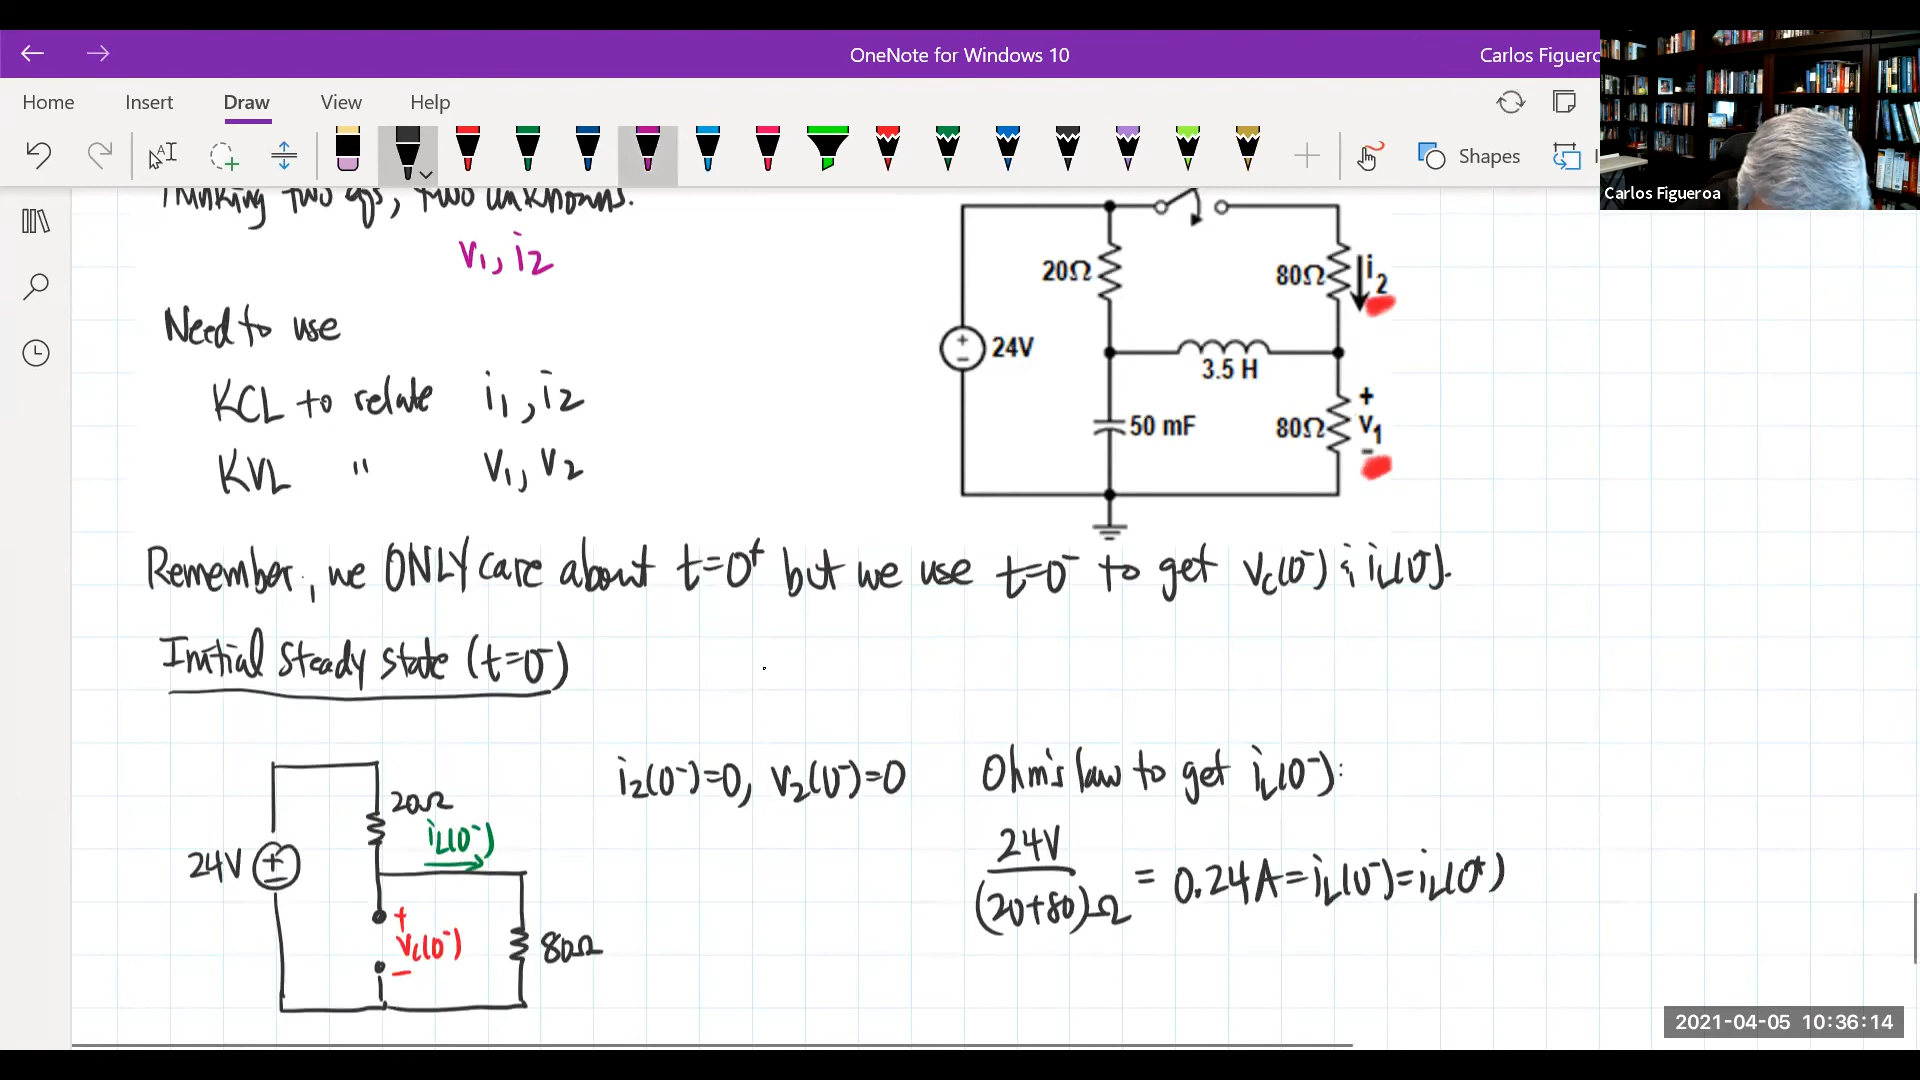 OneNote for Windows 10
Carlos Figuero
Home Insert Draw View Help
Shapes
Carlos Figueroa
Thinking two eqs, two unknowns.
v1, i2
Need to use
KCL to relate i1, i2
KVL " v1, v2
20Ω
80Ω
i2
24V
3.5 H
50 mF
80Ω
+
v1
-
Remember, we ONLY care about t=0⁺ but we use t=0⁻ to get vc(0⁻) & iL(0⁻).
Initial steady state (t=0⁻)
20Ω
iL(0⁻)
24V
+
vc(0⁻)
-
80Ω
i2(0⁻)=0, v2(0⁻)=0
Ohm's law to get iL(0⁻):
24V
(20+80)Ω
= 0.24A = iL(0⁻) = iL(0⁺)
2021-04-05 10:36:14